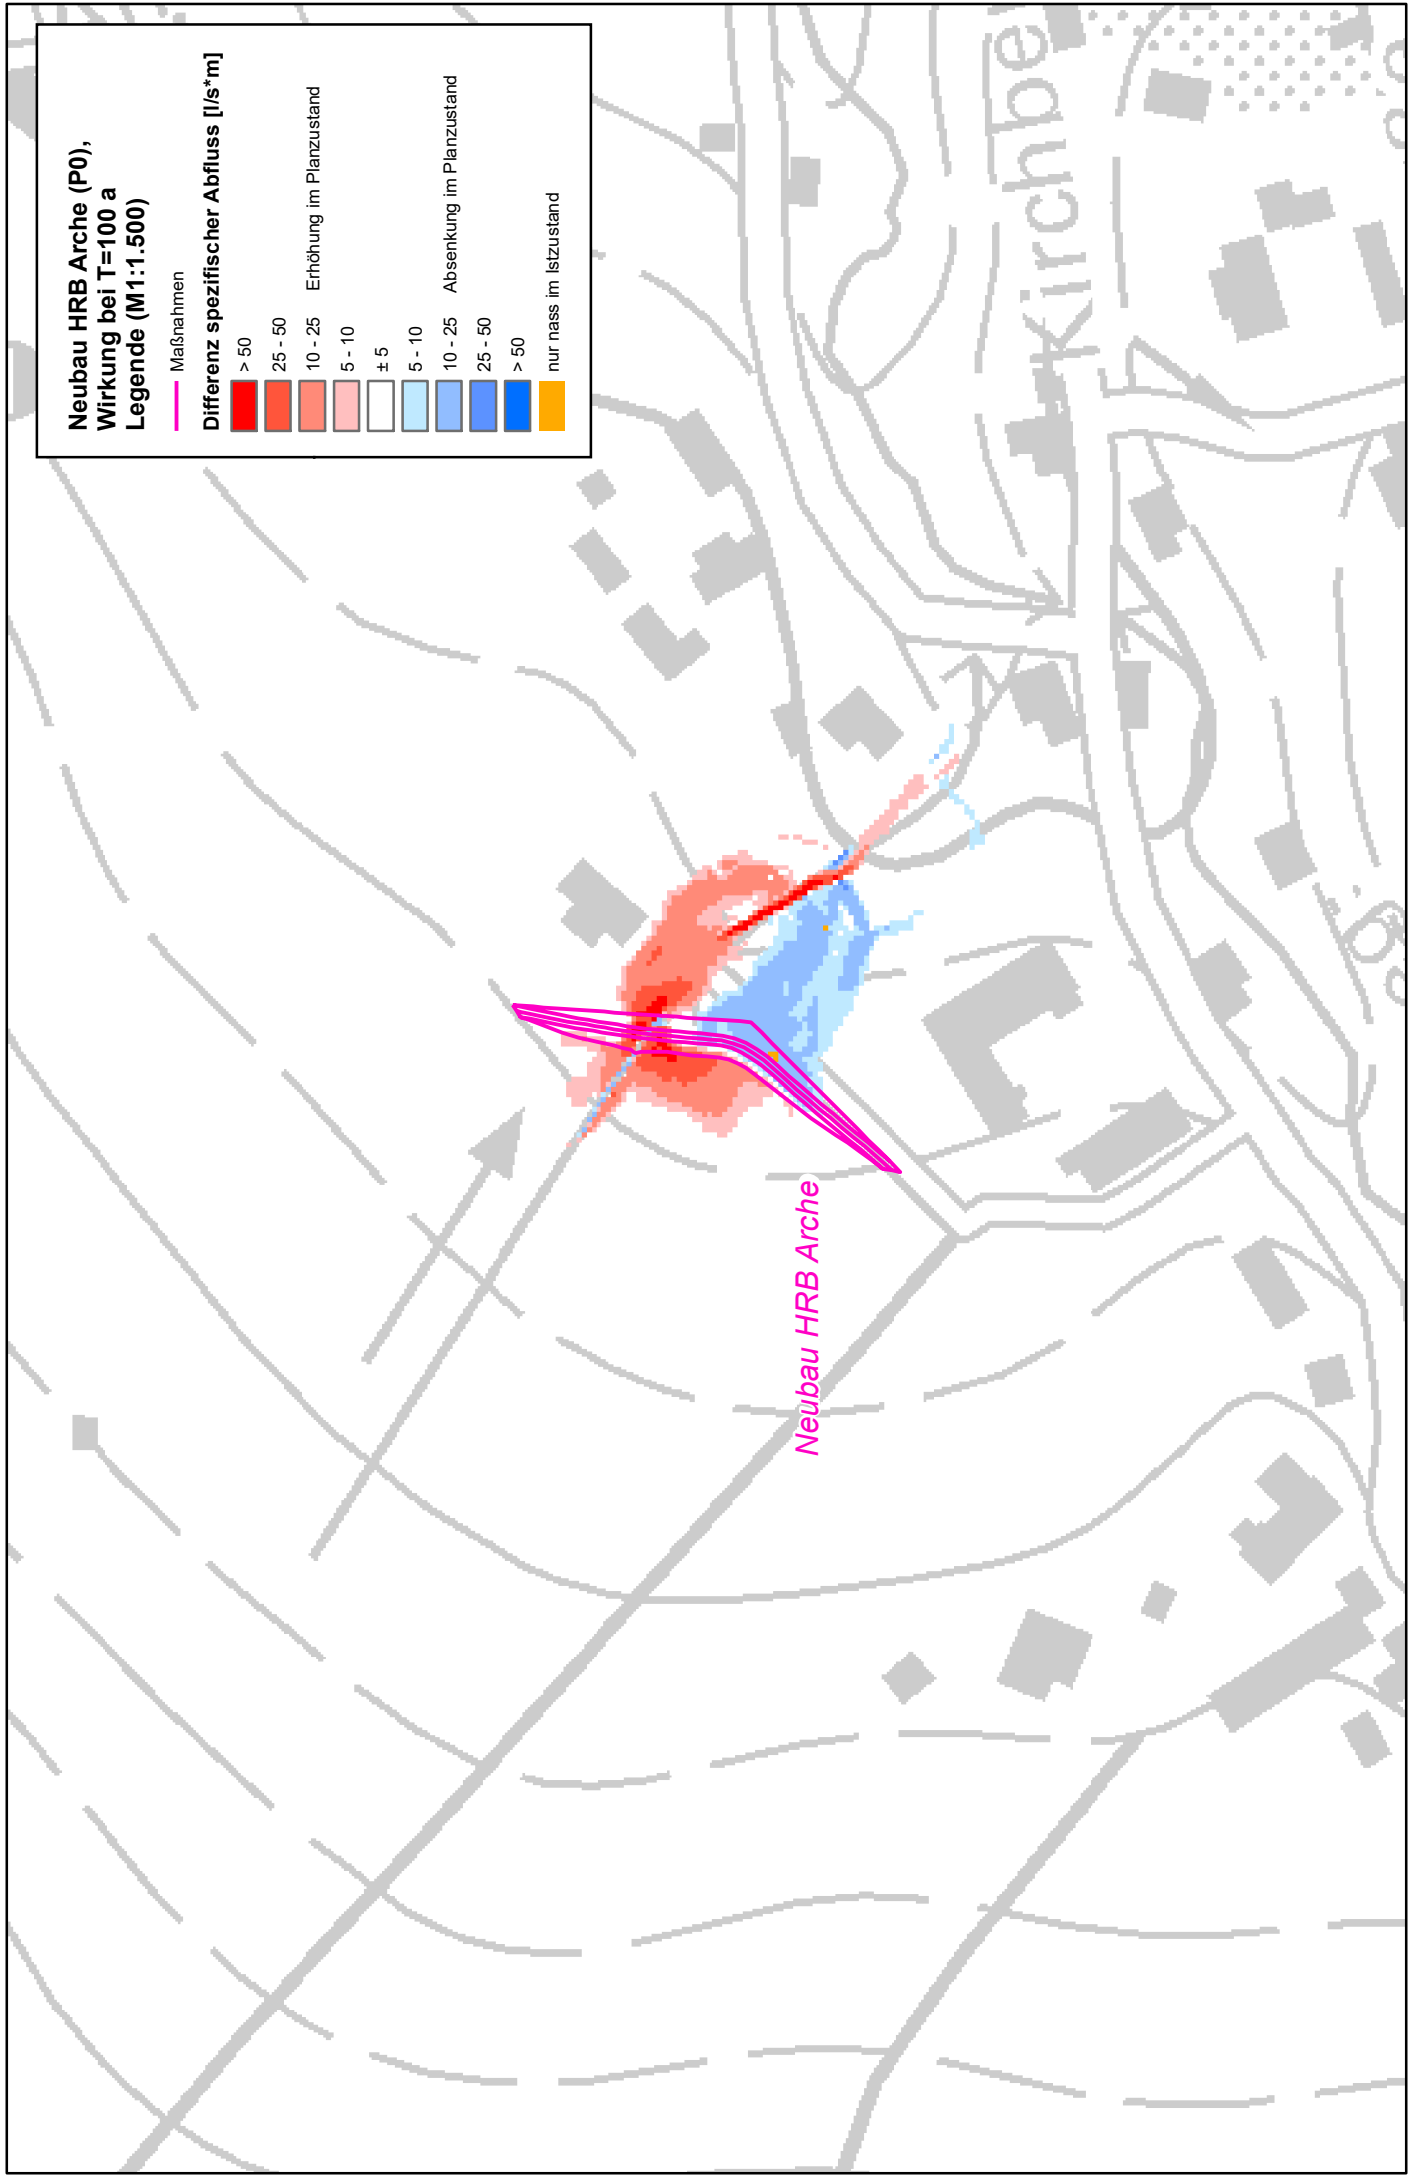 Neubau HRB Arche (P0),
Wirkung bei T=100 a
Legende (M1:1.500)
Maßnahmen
Differenz spezifischer Abfluss [l/s*m]
> 50
25 - 50
10 - 25 Erhöhung im Planzustand
5 - 10
± 5
5 - 10
10 - 25 Absenkung im Planzustand
25 - 50
> 50
nur nass im Istzustand
Neubau HRB Arche
Kirchbe